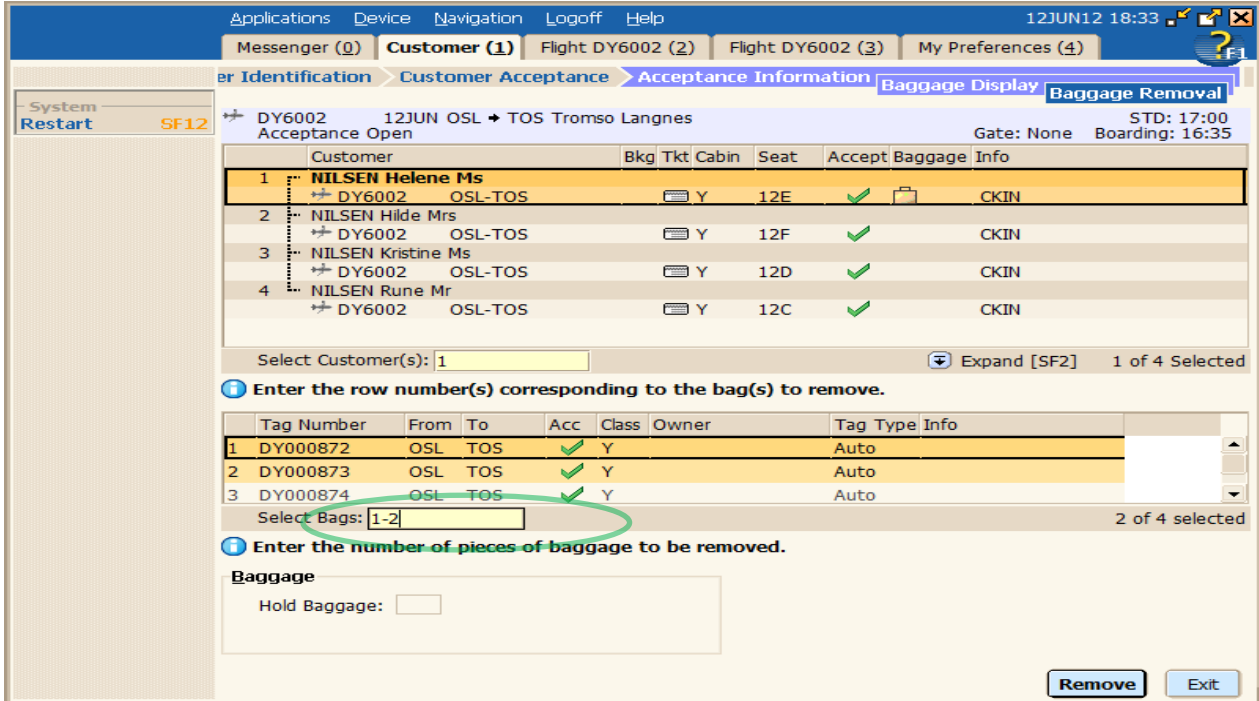 Applications Device Navigation Logoff Help 12JUN12 18:33
Messenger (0) Customer (1) Flight DY6002 (2) Flight DY6002 (3) My Preferences (4) ? F1
er Identification Customer Acceptance Acceptance Information Baggage Display Baggage Removal
System
Restart SF12
DY6002 12JUN OSL → TOS Tromso Langnes STD: 17:00
Acceptance Open Gate: None Boarding: 16:35
Customer Bkg Tkt Cabin Seat Accept Baggage Info
1 NILSEN Helene Ms
DY6002 OSL-TOS Y 12E CKIN
2 NILSEN Hilde Mrs
DY6002 OSL-TOS Y 12F CKIN
3 NILSEN Kristine Ms
DY6002 OSL-TOS Y 12D CKIN
4 NILSEN Rune Mr
DY6002 OSL-TOS Y 12C CKIN
Select Customer(s): 1 Expand [SF2] 1 of 4 Selected
Enter the row number(s) corresponding to the bag(s) to remove.
Tag Number From To Acc Class Owner Tag Type Info
1 DY000872 OSL TOS Y Auto
2 DY000873 OSL TOS Y Auto
3 DY000874 OSL TOS Y Auto
Select Bags: 1-2 2 of 4 selected
Enter the number of pieces of baggage to be removed.
Baggage
Hold Baggage:
Remove Exit